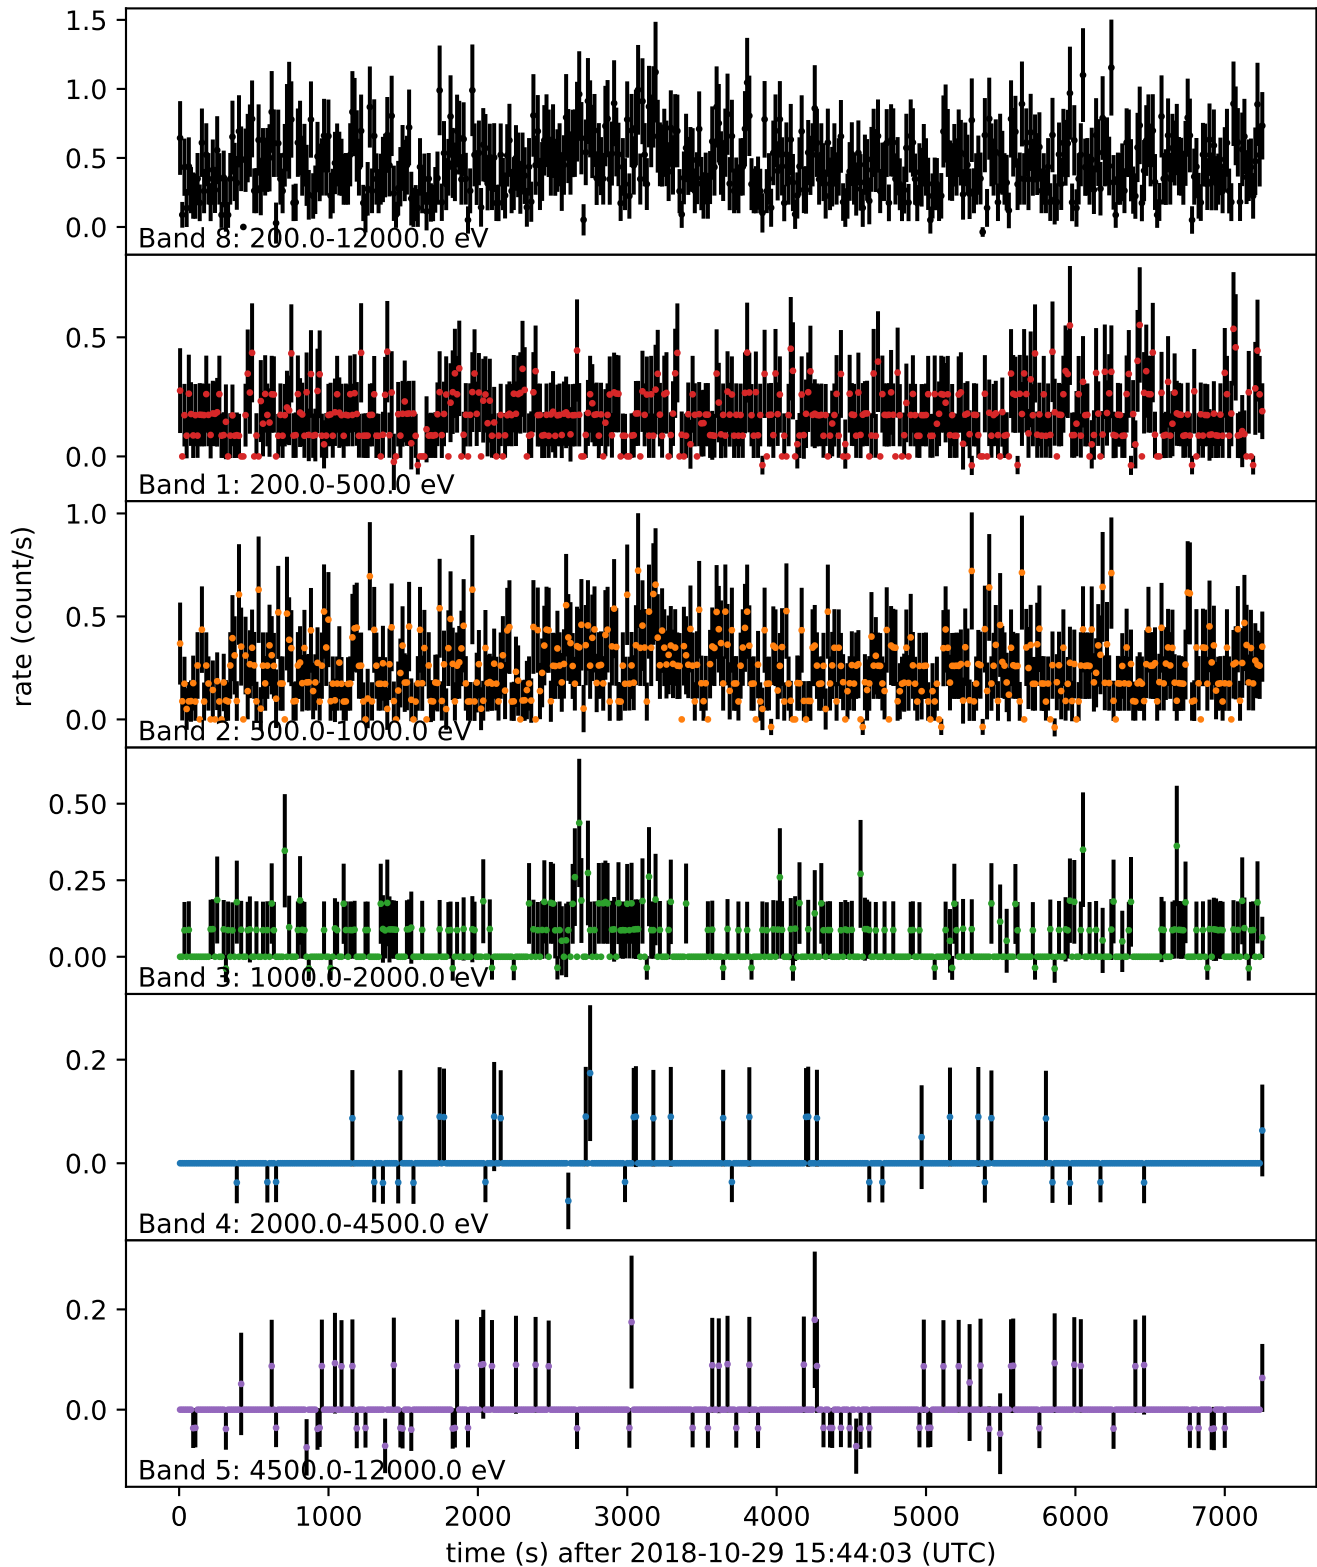 1.5
1.0
0.5
0.0
Band 8: 200.0-12000.0 eV
0.5
0.0
Band 1: 200.0-500.0 eV
1.0
0.5
0.0
Band 2: 500.0-1000.0 eV
rate (count/s)
0.50
0.25
0.00
Band 3: 1000.0-2000.0 eV
0.2
0.0
Band 4: 2000.0-4500.0 eV
0.2
0.0
Band 5: 4500.0-12000.0 eV
0 1000 2000 3000 4000 5000 6000 7000
time (s) after 2018-10-29 15:44:03 (UTC)